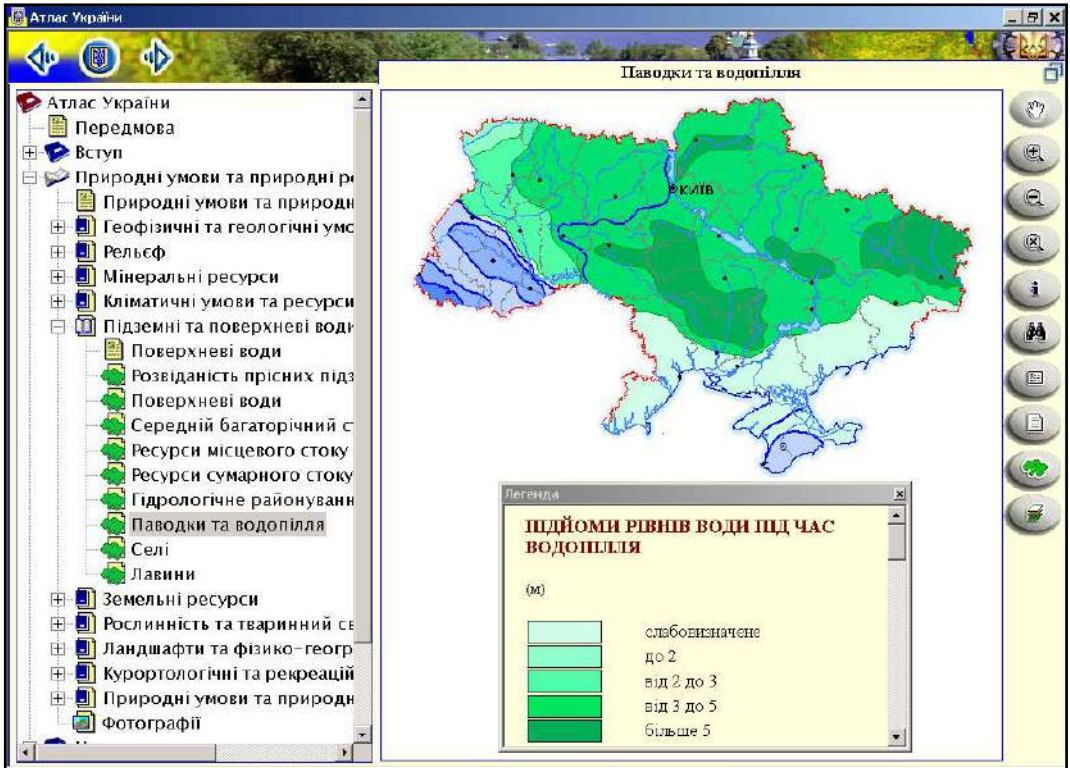 Атлас України
Паводки та водопілля
Атлас України
Передмова
Вступ
Природні умови та природні ре
Природні умови та природн
Геофізичні та геологічні умо
Рельєф
Мінеральні ресурси
Кліматичні умови та ресурси
Підземні та поверхневі води
Поверхневі води
Розвіданість прісних підз
Поверхневі води
Середній багаторічний ст
Ресурси місцевого стоку
Ресурси сумарного стоку
Гідрологічне районуванн
Паводки та водопілля
Селі
Лавини
Земельні ресурси
Рослинність та тваринний св
Ландшафти та фізико-геогр
Курортологічні та рекреацій
Природні умови та природн
Фотографії
КИЇВ
Легенда
ПІДЙОМИ РІВНІВ ВОДИ ПІД ЧАС
ВОДОПІЛЛЯ
(м)
слабовизначене
до 2
від 2 до 3
від 3 до 5
більше 5